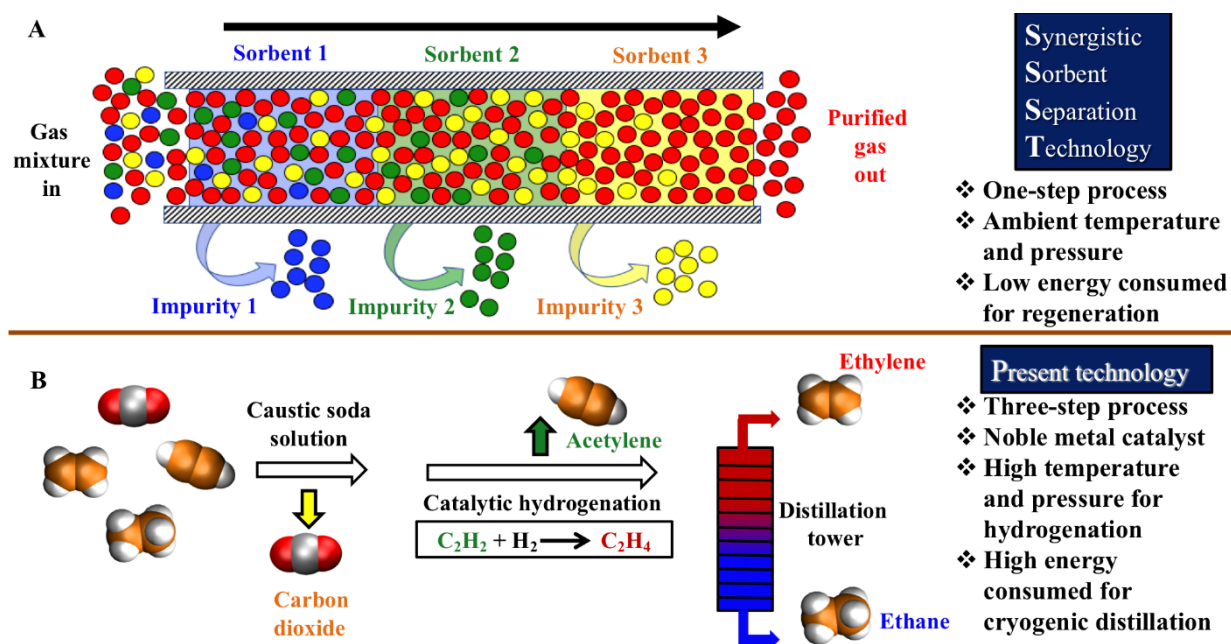 A
Sorbent 1
Sorbent 2
Sorbent 3
Gas
mixture
in
Purified
gas
out
Impurity 1
Impurity 2
Impurity 3
Synergistic
Sorbent
Separation
Technology
❖ One-step process
❖ Ambient temperature
and pressure
❖ Low energy consumed
for regeneration
B
Caustic soda
solution
Carbon
dioxide
Acetylene
Catalytic hydrogenation
C₂H₂ + H₂ → C₂H₄
Ethylene
Distillation
tower
Ethane
Present technology
❖ Three-step process
❖ Noble metal catalyst
❖ High temperature
and pressure for
hydrogenation
❖ High energy
consumed for
cryogenic distillation